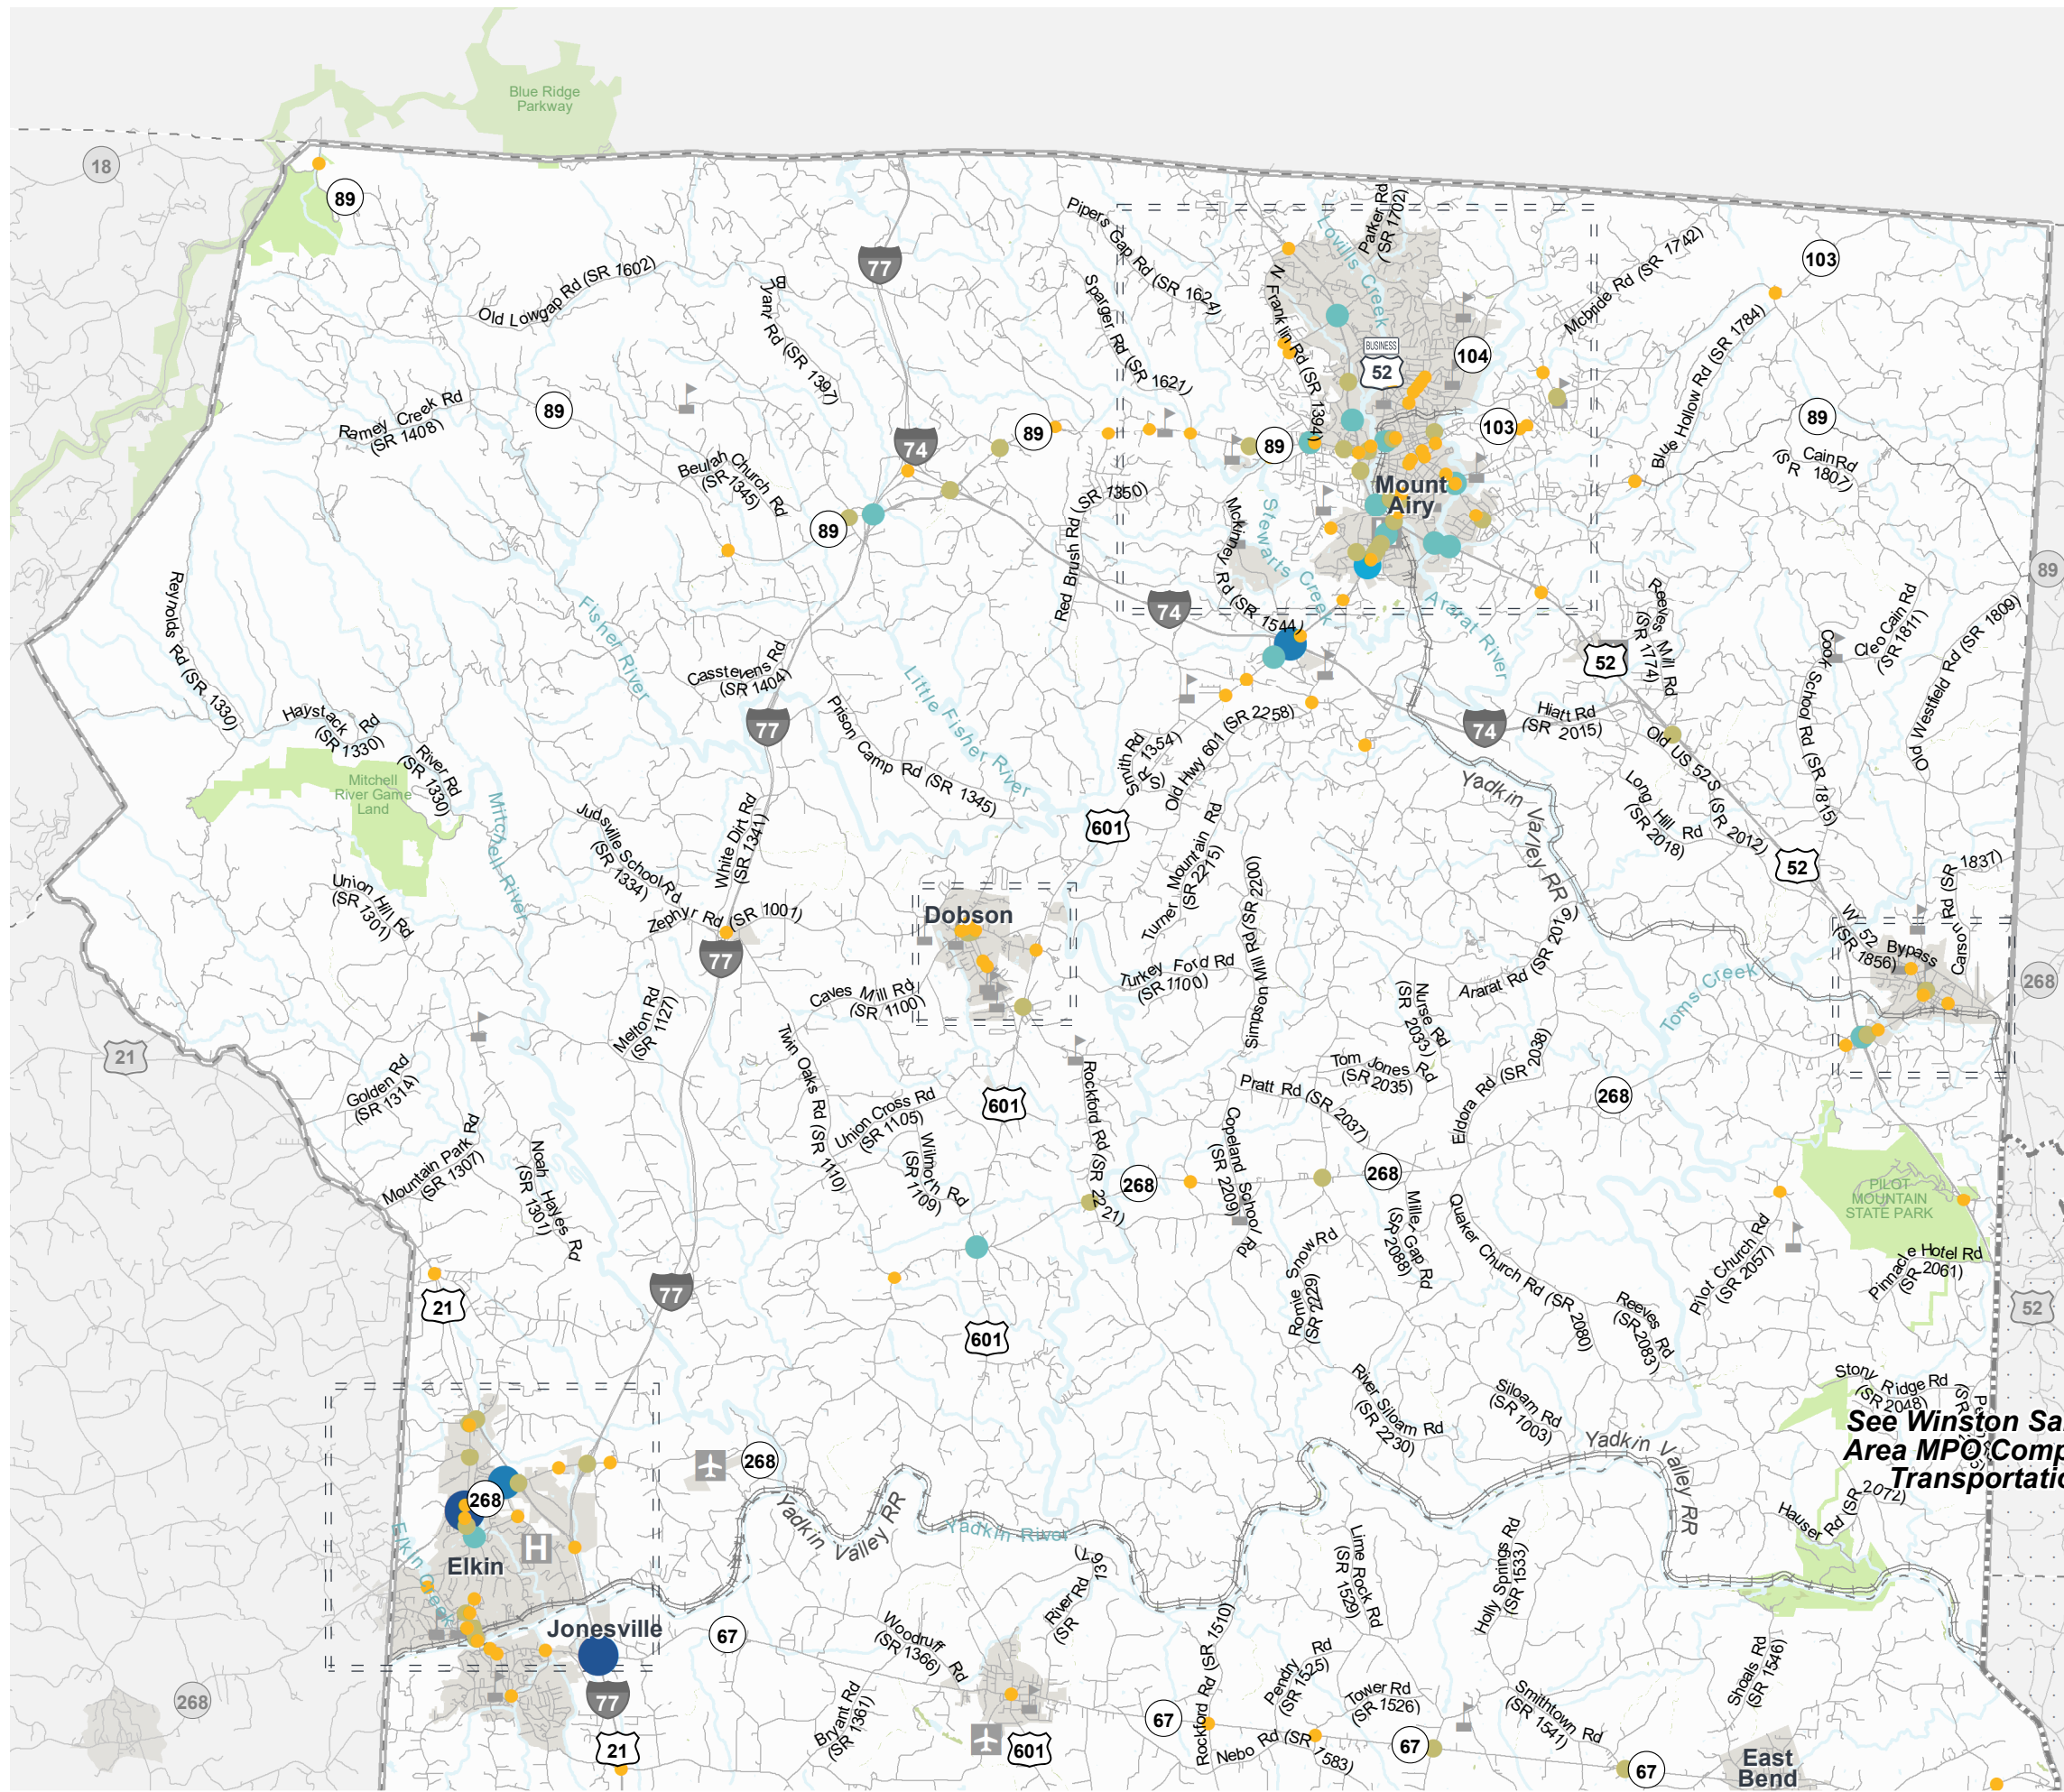 Blue Ridge
Parkway
18
89
Old Lowgap Rd (SR 1602)
Bryant Rd (SR 1397)
77
Pipers Gap Rd (SR 1624)
Sparger Rd (SR 1621)
N Franklin Rd (SR 1394)
Lovills Creek
Parker Rd
(SR 1702)
Mcbride Rd (SR 1742)
103
Blue Hollow Rd (SR 1784)
BUSINESS
52
104
Ramey Creek Rd
(SR 1408)
89
Beulah Church Rd
(SR 1345)
74
89
89
103
89
Cain Rd
(SR 1807)
Mount
Airy
89
Red Brush Rd (SR 1350)
Mckinney Rd (SR 1544)
Stewarts Creek
Ararat River
74
89
Reynolds Rd (SR 1330)
Fisher River
Casstevens Rd
(SR 1404)
Little Fisher River
Reeves Mill Rd
(SR 1774)
52
Cook School Rd (SR 1815)
Cleo Cain Rd
(SR 1811)
Old Westfield Rd (SR 1809)
Haystack Rd
(SR 1330)
River Rd
(SR 1330)
77
Prison Camp Rd (SR 1345)
Smith Rd
(SR 1354)
Old Hwy 601 (SR 2258)
74
Hiatt Rd
(SR 2015)
Old US 52 S (SR 2012)
Mitchell
River Game
Land
Mitchell River
Judsville School Rd
(SR 1334)
White Dirt Rd
(SR 1341)
601
Yadkin Valley RR
Long Hill Rd
(SR 2018)
52
Union Hill Rd
(SR 1301)
Zephyr Rd (SR 1001)
77
Dobson
Turner Mountain Rd
(SR 2215)
Simpson Mill Rd (SR 2200)
Turkey Ford Rd
(SR 1100)
Ararat Rd (SR 2019)
W 52 Bypass
(SR 1856)
Carson Rd (SR 1837)
268
Melton Rd
(SR 1127)
Caves Mill Rd
(SR 1100)
Nurse Rd
(SR 2033)
Toms Creek
21
Golden Rd
(SR 1314)
Twin Oaks Rd (SR 1110)
Union Cross Rd
(SR 1105)
601
Rockford Rd (SR 2221)
Tom Jones Rd
(SR 2035)
Pratt Rd (SR 2037)
Eldora Rd (SR 2038)
268
Mountain Park Rd
(SR 1307)
Noah Hayes Rd
(SR 1301)
Wilmoth Rd
(SR 1109)
268
Copeland School Rd
(SR 2209)
268
Miller Gap Rd
(SR 2088)
Quaker Church Rd (SR 2080)
PILOT
MOUNTAIN
STATE PARK
Pilot Church Rd
(SR 2057)
Pinnacle Hotel Rd
(SR 2061)
21
77
601
Ronnie Snow Rd
(SR 2229)
Reeves Rd
(SR 2083)
52
River Siloam Rd
(SR 2230)
Siloam Rd
(SR 1003)
Stony Ridge Rd
(SR 2048)
See Winston Sa
Area MPO Comp
Transportatio
268
268
Yadkin Valley RR
Yadkin River
Yadkin Valley RR
Hauser Rd (SR 2072)
Elkin Creek
H
Elkin
Jonesville
67
Woodruff Rd
(SR 1366)
River Rd
(SR 1367)
Lime Rock Rd
(SR 1529)
Holly Springs Rd
(SR 1533)
Rockford Rd (SR 1510)
Pendry Rd
(SR 1525)
Shoals Rd
(SR 1546)
268
77
21
Bryant Rd
(SR 1361)
601
67
Tower Rd
(SR 1526)
Nebo Rd (SR 1583)
67
Smithtown Rd
(SR 1541)
67
East
Bend